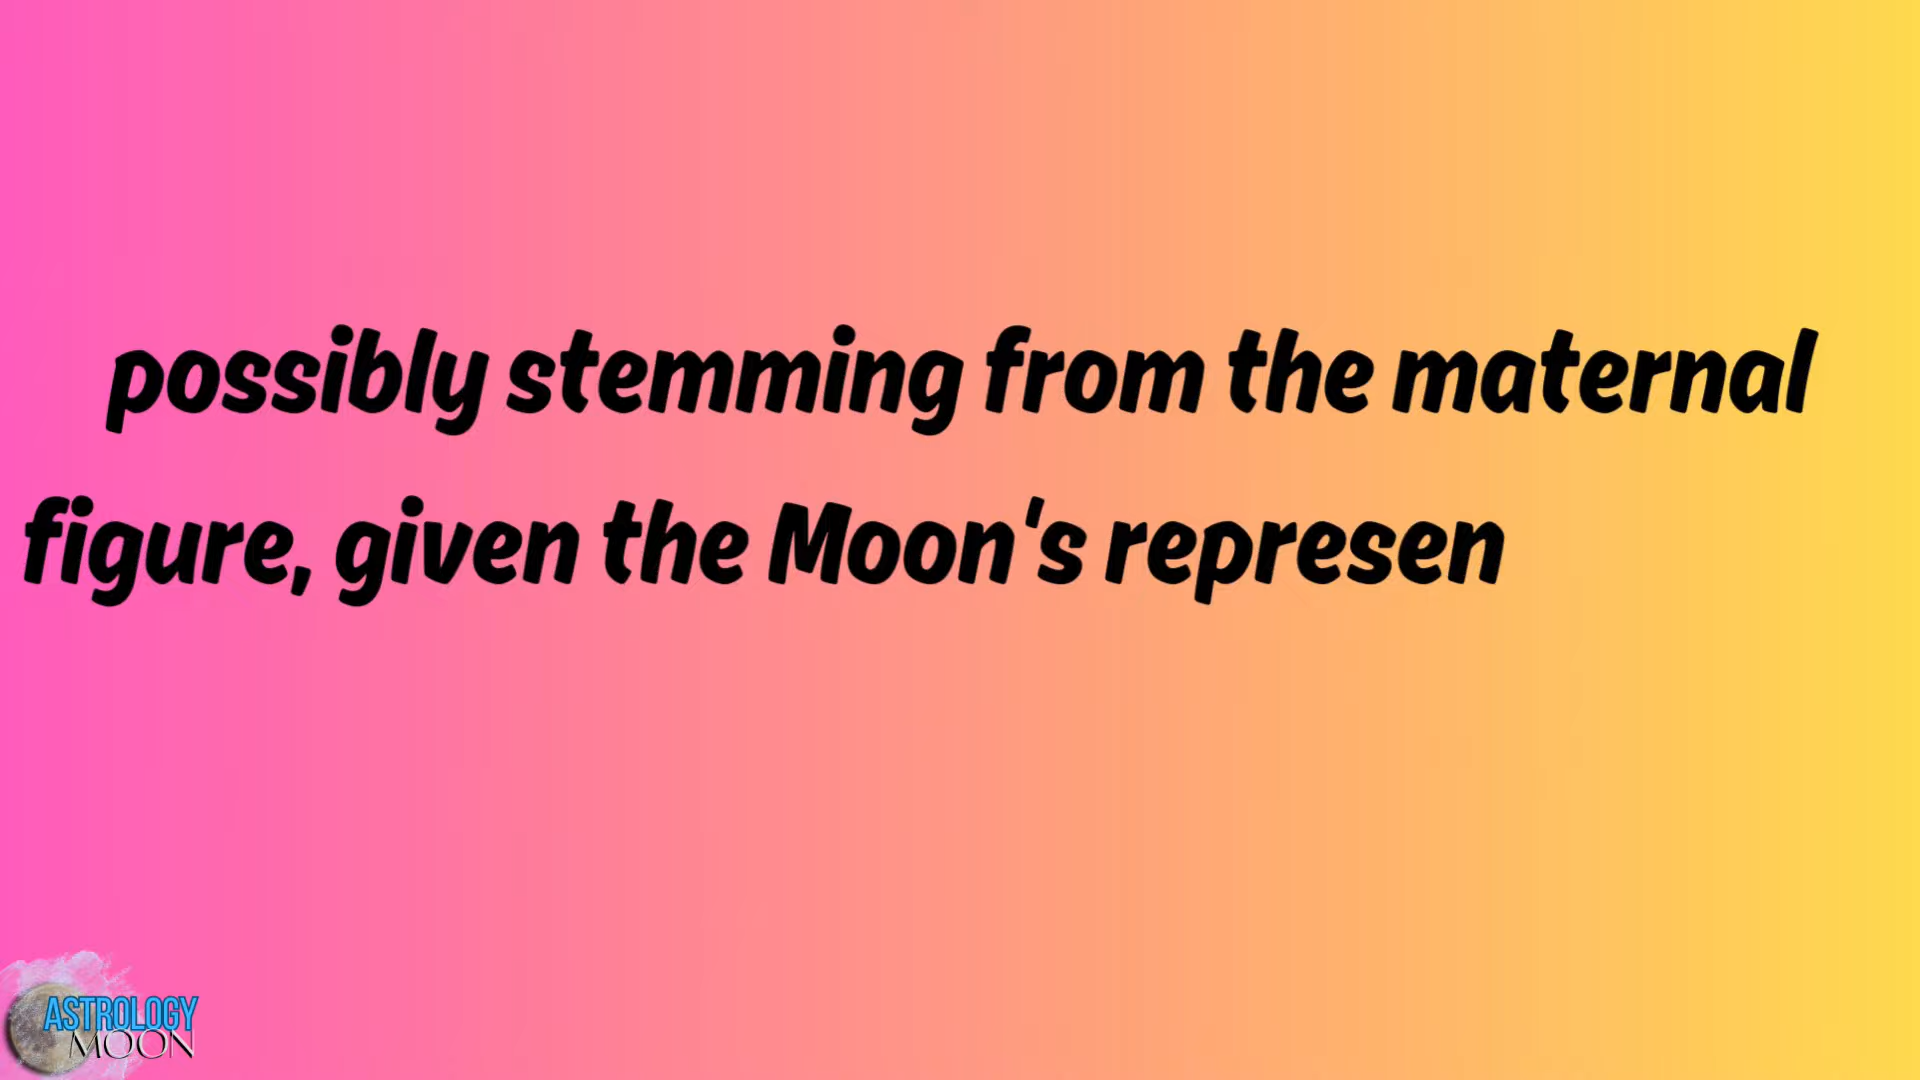 possibly stemming from the maternal
figure, given the Moon's represen
ASTROLOGY
MOON